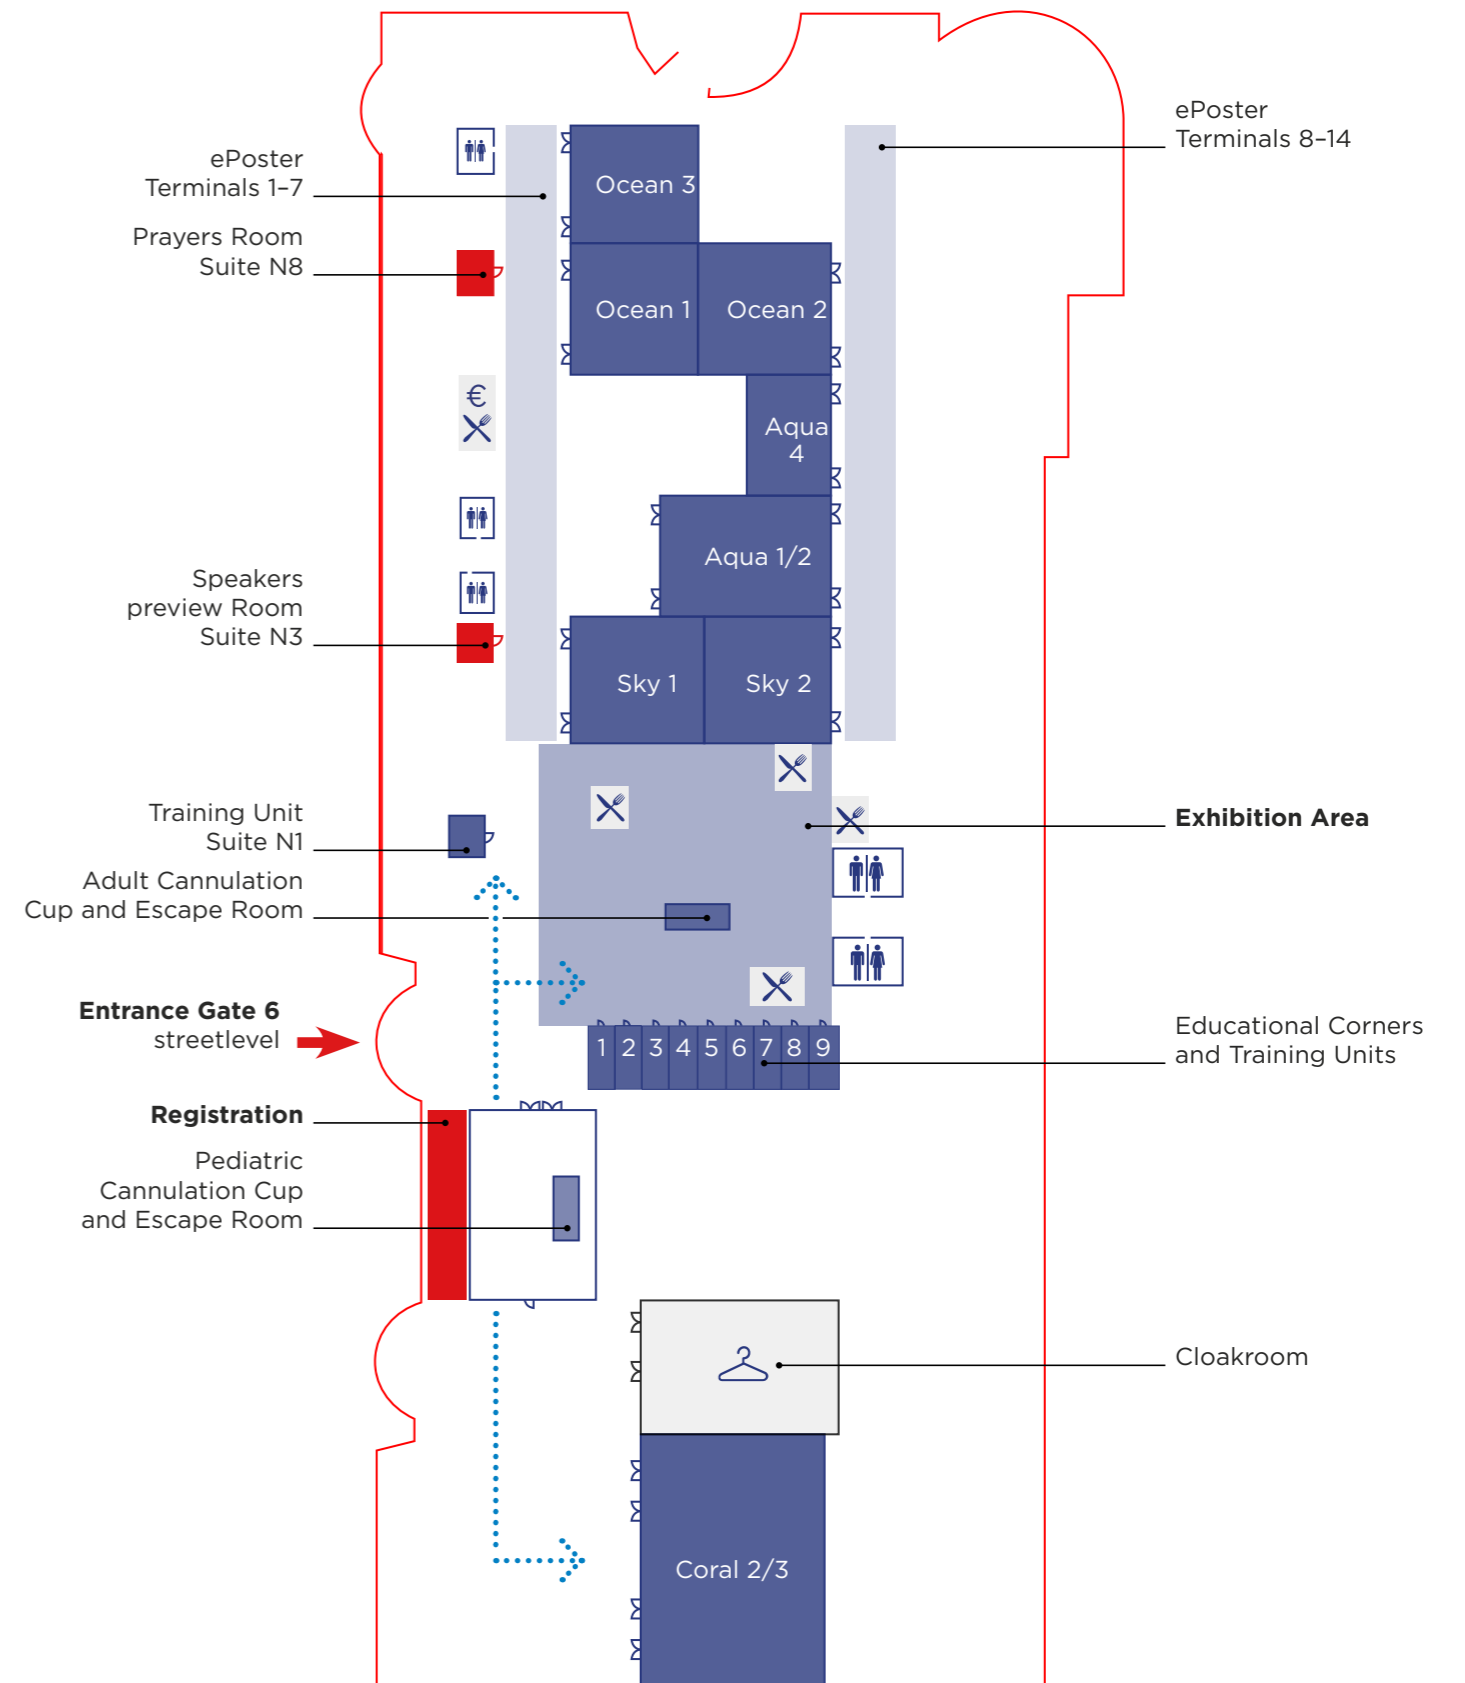 ePoster
Terminals 8–14
ePoster
Terminals 1–7
Prayers Room
Suite N8
Ocean 3
Ocean 1
Ocean 2
€
Aqua
4
Aqua 1/2
Speakers
preview Room
Suite N3
Sky 1
Sky 2
Training Unit
Suite N1
Exhibition Area
Adult Cannulation
Cup and Escape Room
Entrance Gate 6
streetlevel
1 2 3 4 5 6 7 8 9
Educational Corners
and Training Units
Registration
Pediatric
Cannulation Cup
and Escape Room
Cloakroom
Coral 2/3